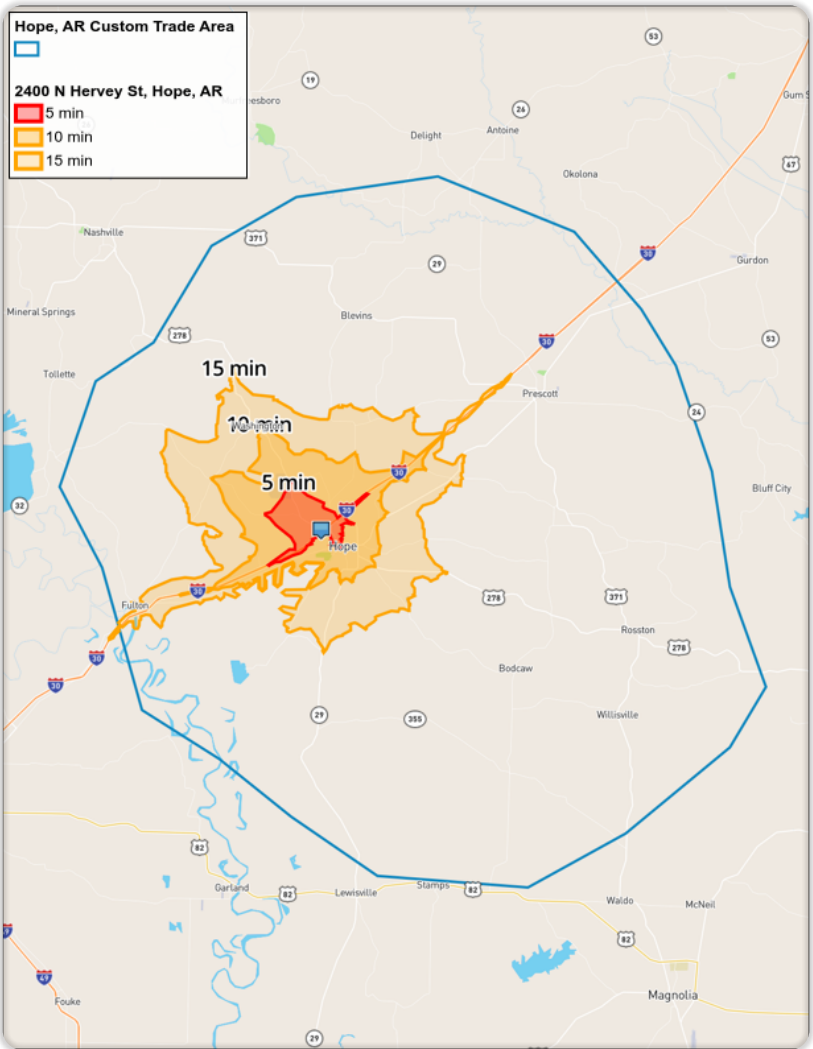 Hope, AR Custom Trade Area
2400 N Hervey St, Hope, AR
5 min
10 min
15 min
53
19
26
Delight
Antoine
Gum S
67
Okolona
Nashville
371
29
30
Gurdon
Mineral Springs
Blevins
278
30
53
15 min
Tollette
Prescott
24
10 min
Washington
30
5 min
Bluff City
32
30
Hope
30
278
371
Fulton
Rosston
278
30
30
Bodcaw
29
355
Willisville
82
Garland
82
Lewisville
Stamps
82
Waldo
McNeil
82
69
49
Fouke
Magnolia
29